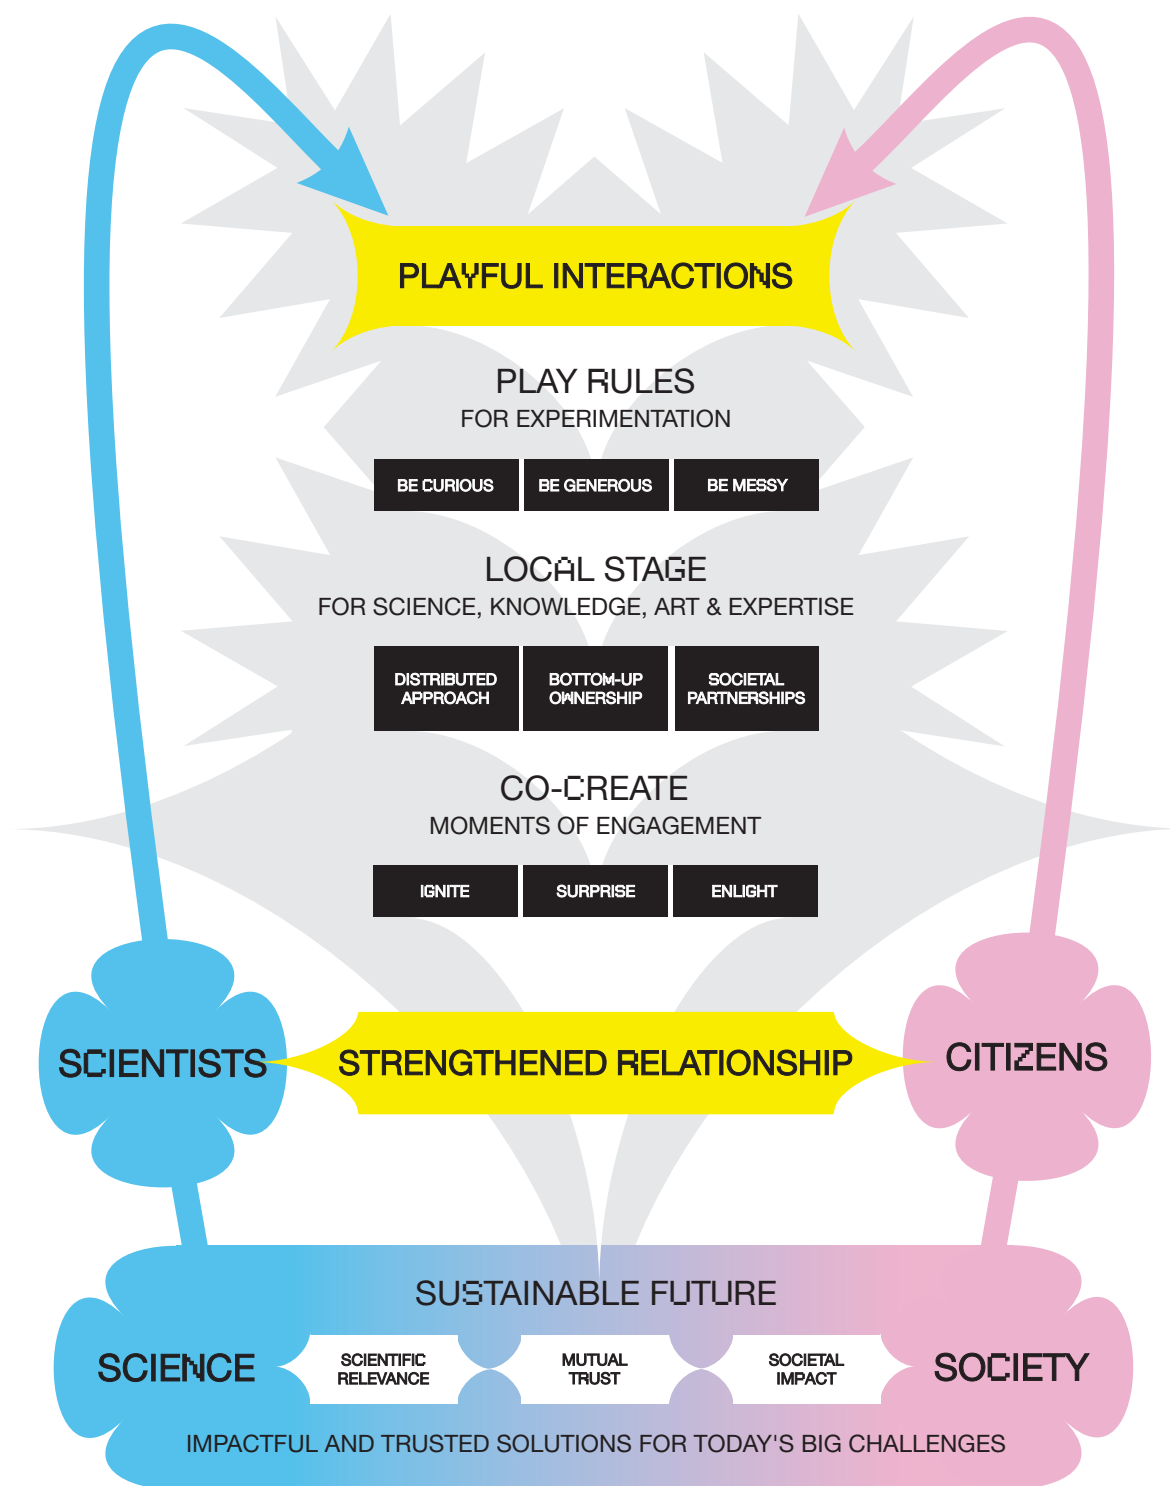 PLAYFUL INTERACTIONS
PLAY RULES
FOR EXPERIMENTATION
BE CURIOUS
BE GENEROUS
BE MESSY
LOCAL STAGE
FOR SCIENCE, KNOWLEDGE, ART & EXPERTISE
DISTRIBUTED
APPROACH
BOTTOM-UP
OWNERSHIP
SOCIETAL
PARTNERSHIPS
CO-CREATE
MOMENTS OF ENGAGEMENT
IGNITE
SURPRISE
ENLIGHT
SCIENTISTS
STRENGTHENED RELATIONSHIP
CITIZENS
SUSTAINABLE FUTURE
SCIENCE
SCIENTIFIC
RELEVANCE
MUTUAL
TRUST
SOCIETAL
IMPACT
SOCIETY
IMPACTFUL AND TRUSTED SOLUTIONS FOR TODAY'S BIG CHALLENGES